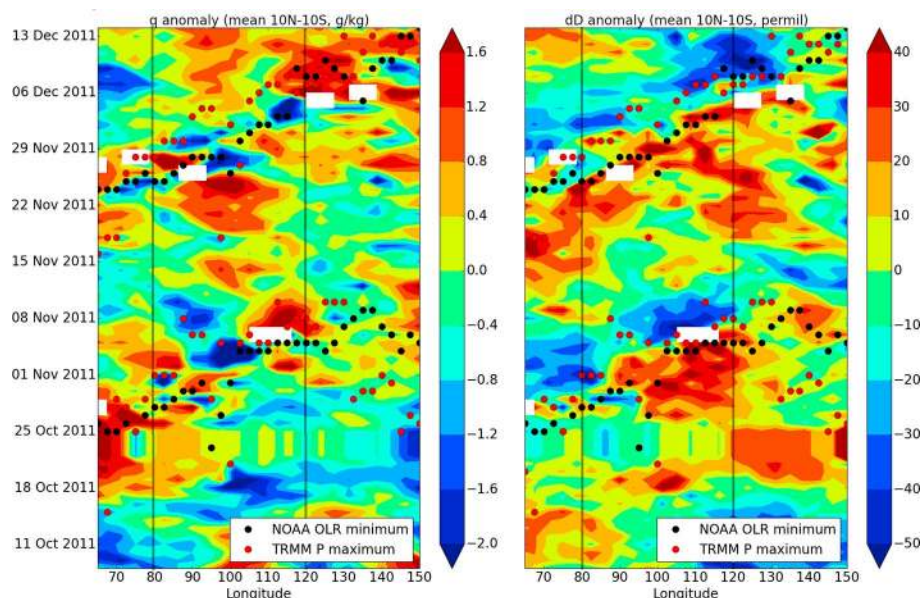 q anomaly (mean 10N-10S, g/kg)
13 Dec 2011
06 Dec 2011
29 Nov 2011
22 Nov 2011
15 Nov 2011
08 Nov 2011
01 Nov 2011
25 Oct 2011
18 Oct 2011
11 Oct 2011
NOAA OLR minimum
TRMM P maximum
70 80 90 100 110 120 130 140 150
Longitude
1.6
1.2
0.8
0.4
0.0
−0.4
−0.8
−1.2
−1.6
−2.0
dD anomaly (mean 10N-10S, permil)
NOAA OLR minimum
TRMM P maximum
70 80 90 100 110 120 130 140 150
Longitude
40
30
20
10
0
−10
−20
−30
−40
−50